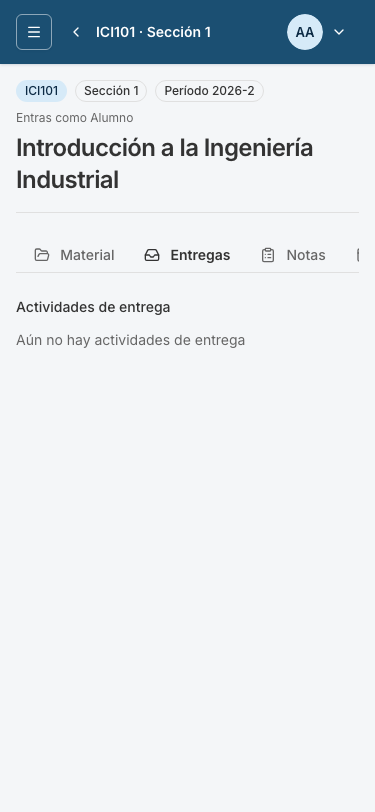 ICI101 · Sección 1
AA
ICI101
Sección 1
Período 2026-2
Entras como Alumno
Introducción a la Ingeniería
Industrial
Material
Entregas
Notas
Actividades de entrega
Aún no hay actividades de entrega